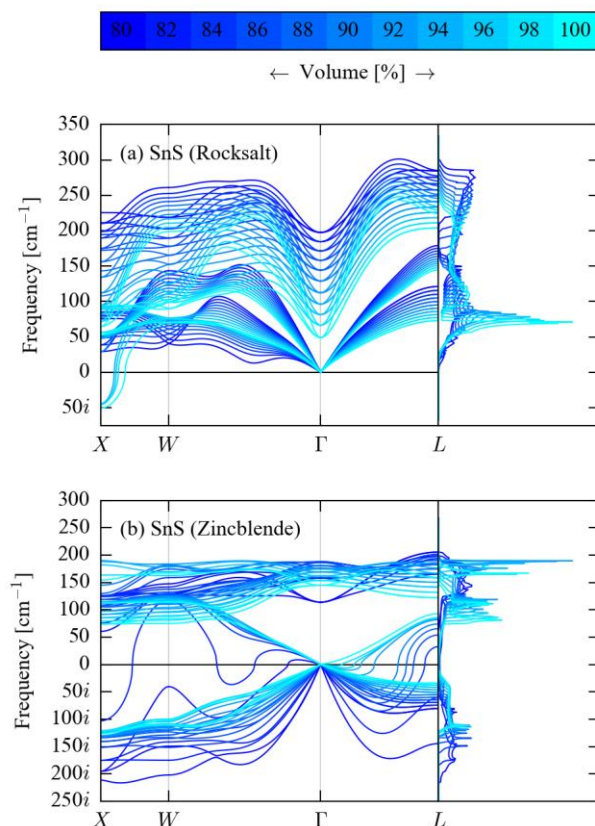 80 82 84 86 88 90 92 94 96 98 100
← Volume [%] →
350
(a) SnS (Rocksalt)
300
250
200
150
100
50
0
50i
Frequency [cm⁻¹]
X W Γ L
300
(b) SnS (Zincblende)
250
200
150
100
50
0
50i
100i
150i
200i
250i
Frequency [cm⁻¹]
X W Γ L